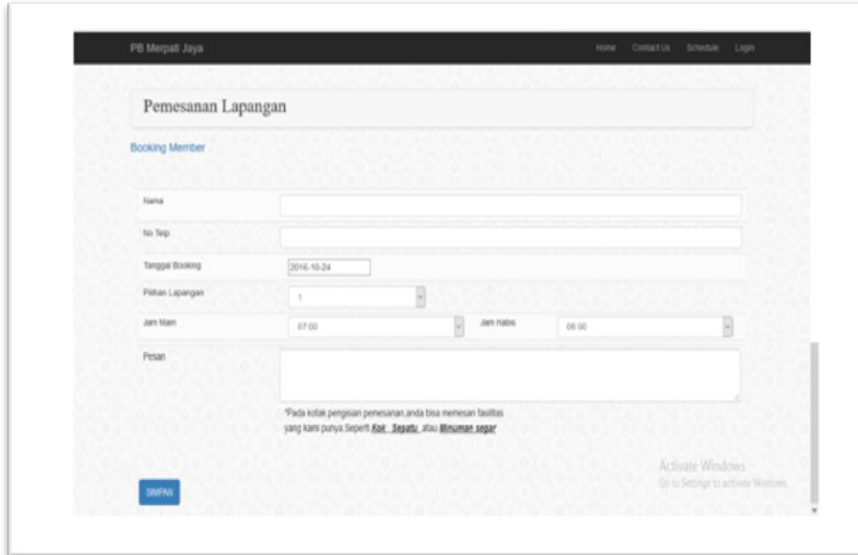 PB Merpati Jaya Home Contact Us Schedule Login
Pemesanan Lapangan
Booking Member
Nama
No Telp
Tanggal Booking 2016-10-24
Pilihan Lapangan 1
Jam Main 07:00 Jam Habis 08:00
Pesan
*Pada kotak pengisian pemesanan anda bisa memesan fasilitas
yang kami punya Seperti Kok , Sepatu atau Minuman segar
Activate Windows
Go to Settings to activate Windows.
SIMPAN